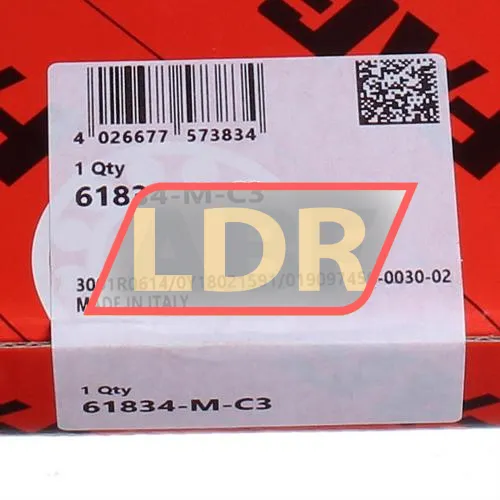 4 026677 573834
1 Qty
61834-M-C3
LDR
MADE IN ITALY
1 Qty
61834-M-C3